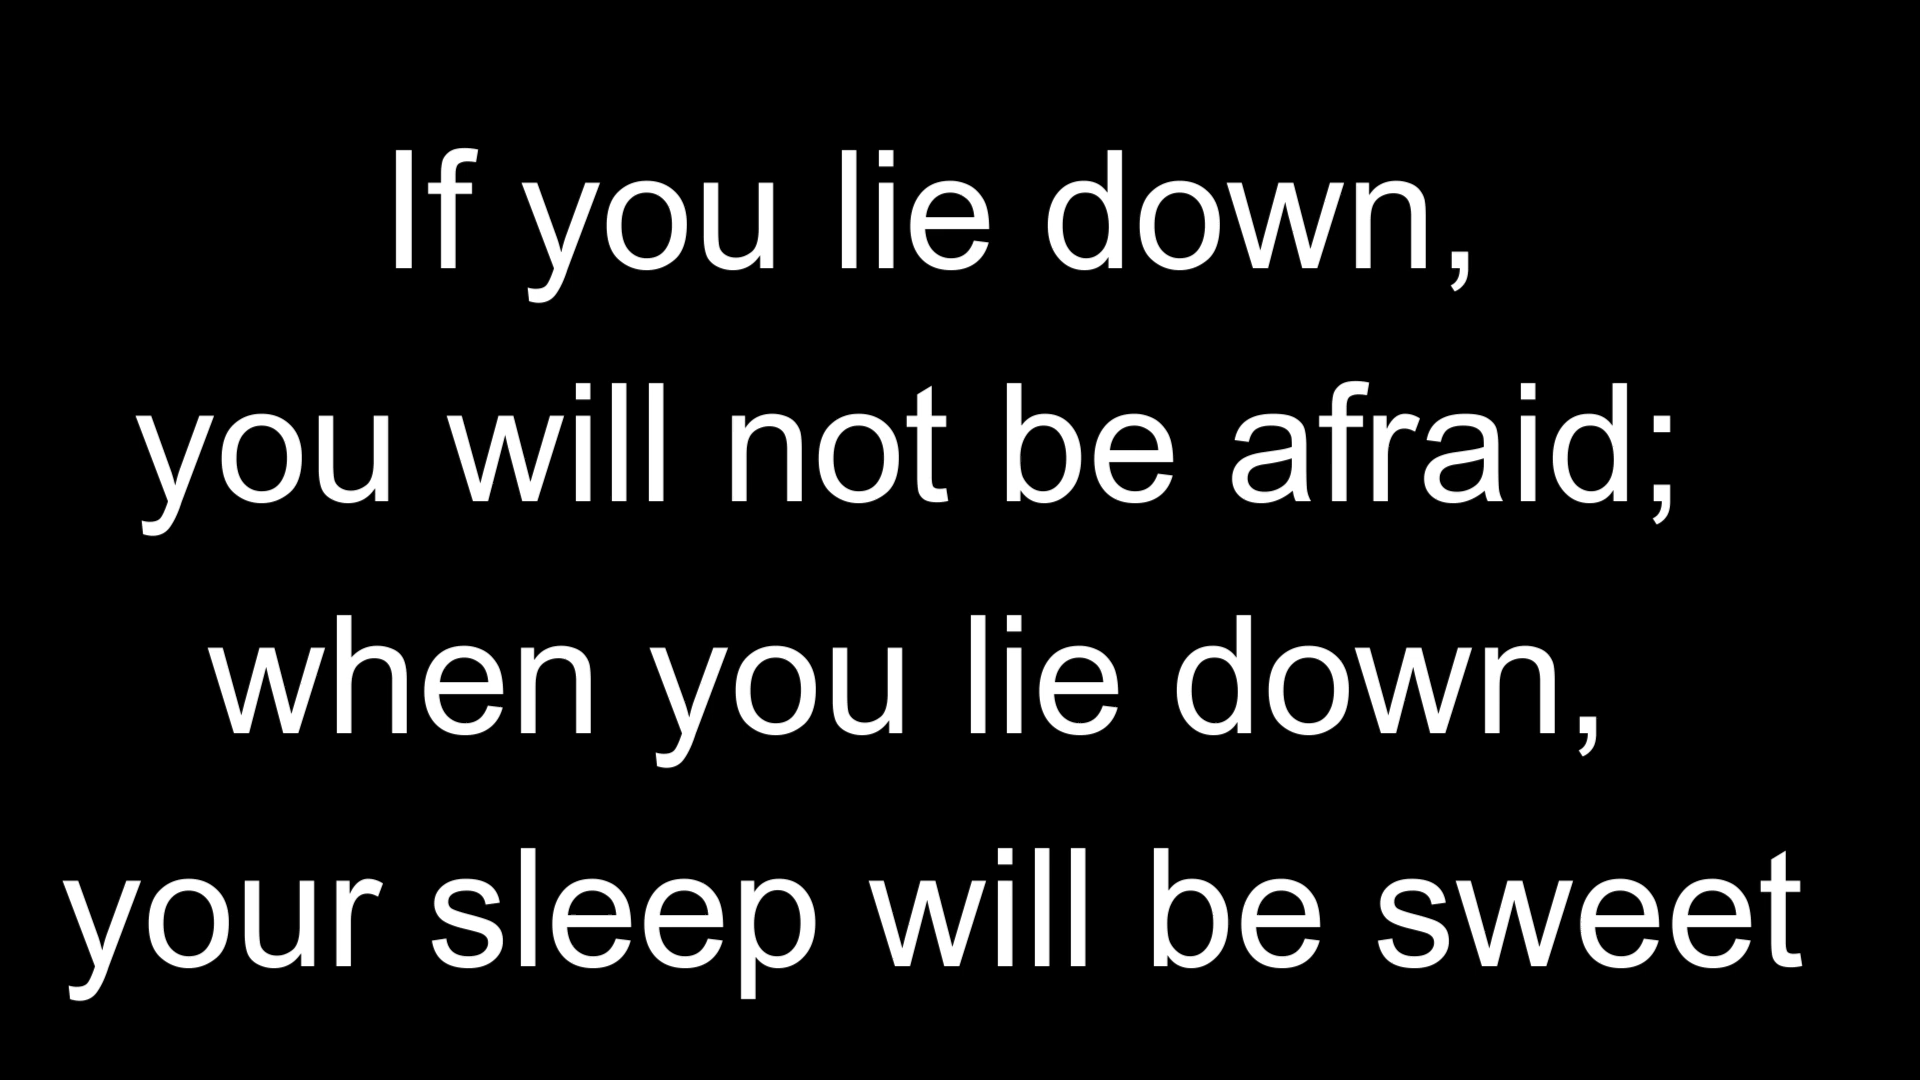 If you lie down,
you will not be afraid;
when you lie down,
your sleep will be sweet